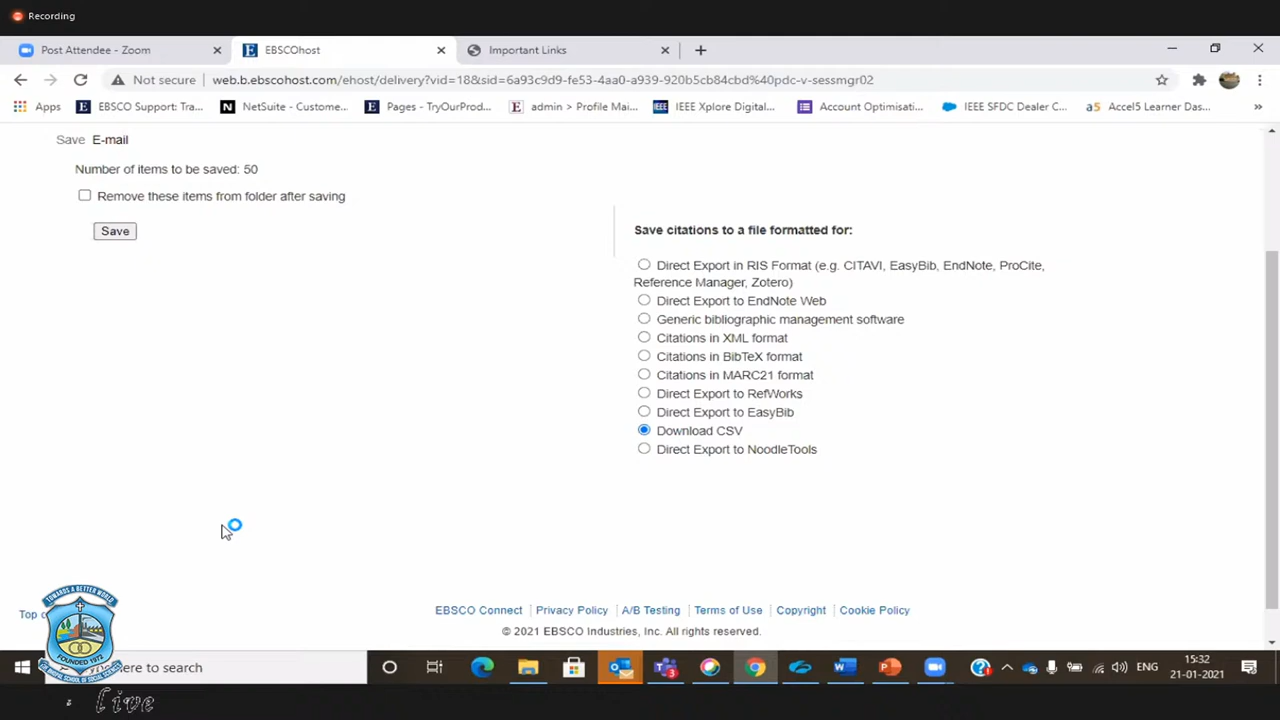 Recording
Post Attendee - Zoom
EBSCOhost
Important Links
Not secure
web.b.ebscohost.com/ehost/delivery?vid=18&sid=6a93c9d9-fe53-4aa0-a939-920b5cb84cbd%40pdc-v-sessmgr02
Apps
EBSCO Support: Tra...
NetSuite - Custome...
Pages - TryOurProd...
admin > Profile Mai...
IEEE Xplore Digital...
Account Optimisati...
IEEE SFDC Dealer C...
Accel5 Learner Das...
Save E-mail
Number of items to be saved: 50
Remove these items from folder after saving
Save
Save citations to a file formatted for:
Direct Export in RIS Format (e.g. CITAVI, EasyBib, EndNote, ProCite,
Reference Manager, Zotero)
Direct Export to EndNote Web
Generic bibliographic management software
Citations in XML format
Citations in BibTeX format
Citations in MARC21 format
Direct Export to RefWorks
Direct Export to EasyBib
Download CSV
Direct Export to NoodleTools
Top
EBSCO Connect
Privacy Policy
A/B Testing
Terms of Use
Copyright
Cookie Policy
© 2021 EBSCO Industries, Inc. All rights reserved.
TOWARDS A BETTER WORLD
FOUNDED 1972
here to search
ENG
15:32
21-01-2021
Live